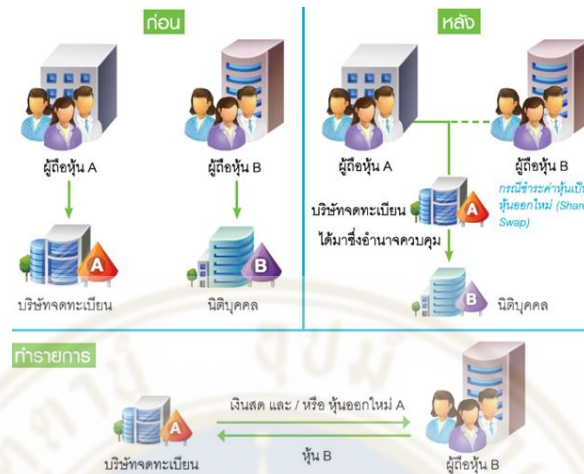 ก่อน
ผู้ถือหุ้น A
ผู้ถือหุ้น B
A
B
บริษัทจดทะเบียน
นิติบุคคล
หลัง
ผู้ถือหุ้น A
ผู้ถือหุ้น B
กรณีชำระค่าหุ้นเป็น
หุ้นออกใหม่ (Share
Swap)
บริษัทจดทะเบียน
A
ได้มาซึ่งอำนาจควบคุม
B
นิติบุคคล
ทำรายการ
เงินสด และ / หรือ หุ้นออกใหม่ A
A
หุ้น B
บริษัทจดทะเบียน
ผู้ถือหุ้น B